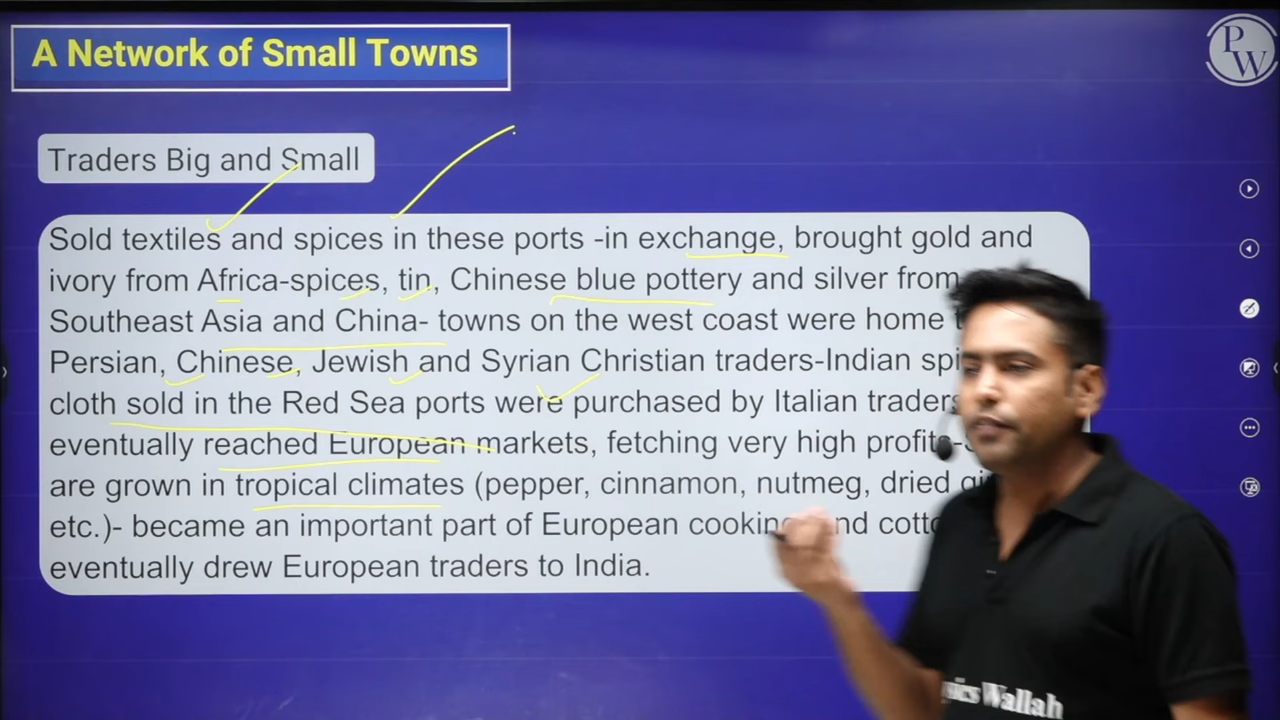 A Network of Small Towns
PW
Traders Big and Small
Sold textiles and spices in these ports -in exchange, brought gold and
ivory from Africa-spices, tin, Chinese blue pottery and silver from
Southeast Asia and China- towns on the west coast were home
Persian, Chinese, Jewish and Syrian Christian traders-Indian
cloth sold in the Red Sea ports were purchased by Italian traders
eventually reached European markets, fetching very high profits-
are grown in tropical climates (pepper, cinnamon, nutmeg, dried
etc.)- became an important part of European cooking
eventually drew European traders to India.
Wallah